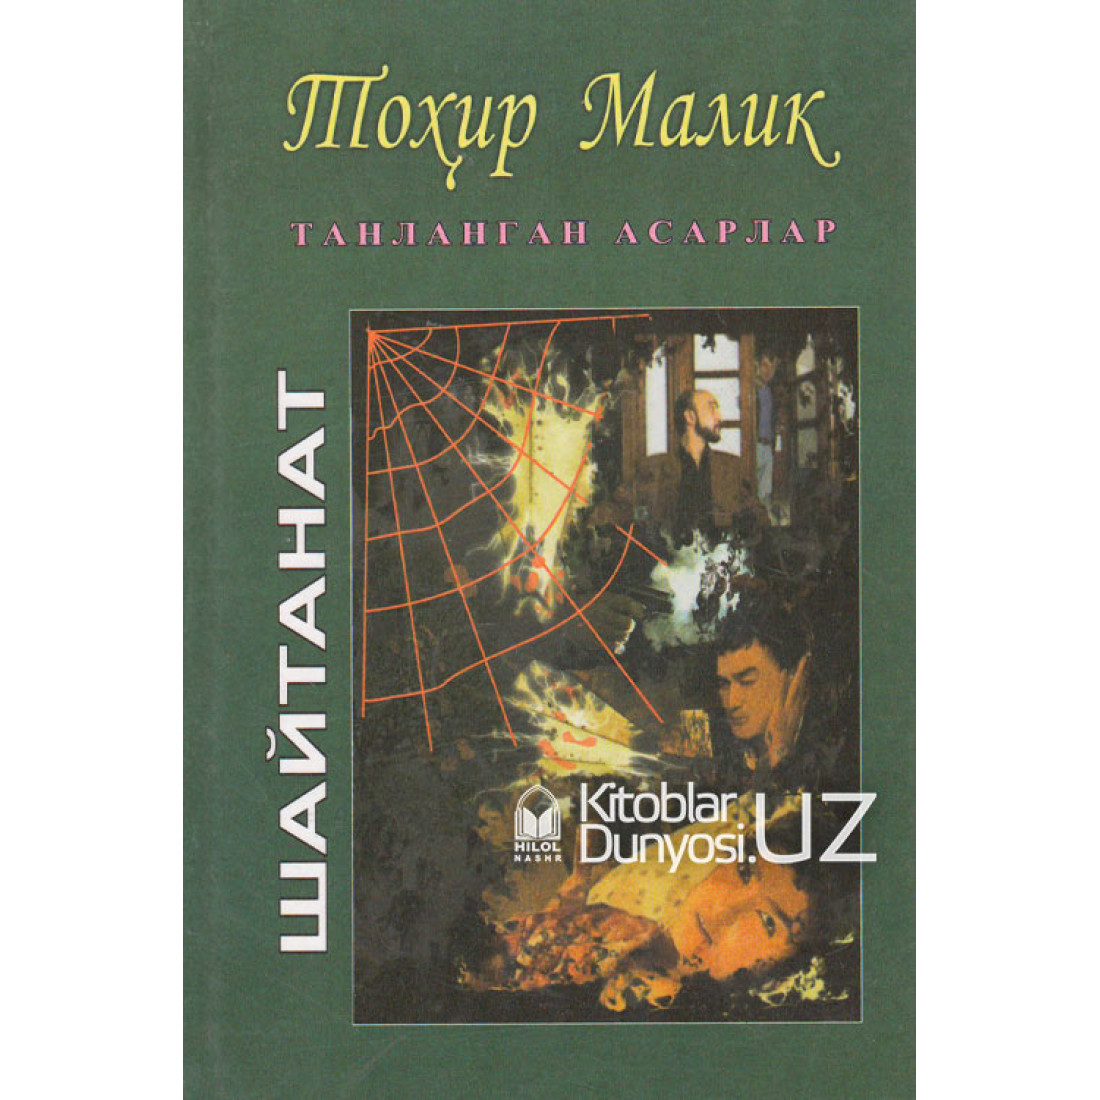 Тоҳир Малик
ТАНЛАНГАН АСАРЛАР
ШАЙТАНАТ
HILOL
NASHR
Kitoblar
Dunyosi.UZ